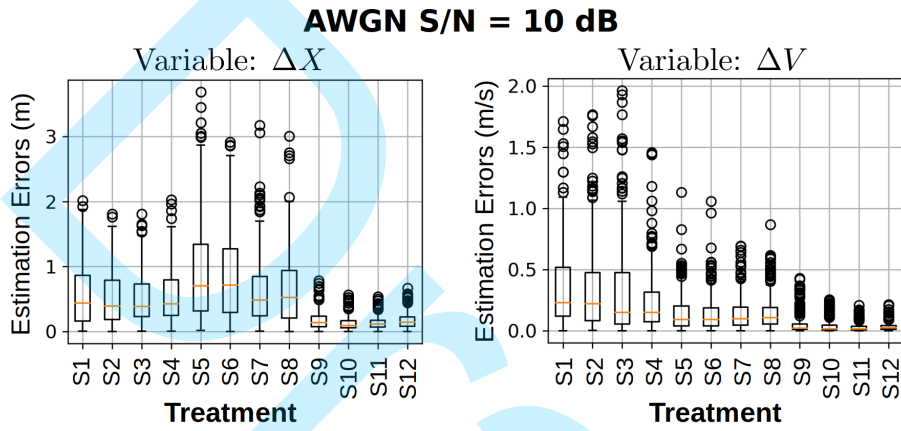 AWGN S/N = 10 dB
Variable: ΔX
Variable: ΔV
Estimation Errors (m)
3
2
1
0
S1 S2 S3 S4 S5 S6 S7 S8 S9 S10 S11 S12
Treatment
Estimation Errors (m/s)
2.0
1.5
1.0
0.5
0.0
S1 S2 S3 S4 S5 S6 S7 S8 S9 S10 S11 S12
Treatment